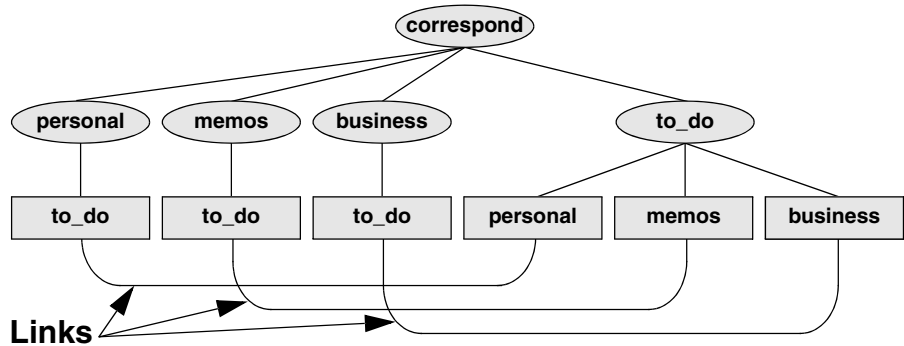 correspond
personal memos business to_do
to_do to_do to_do personal memos business
Links